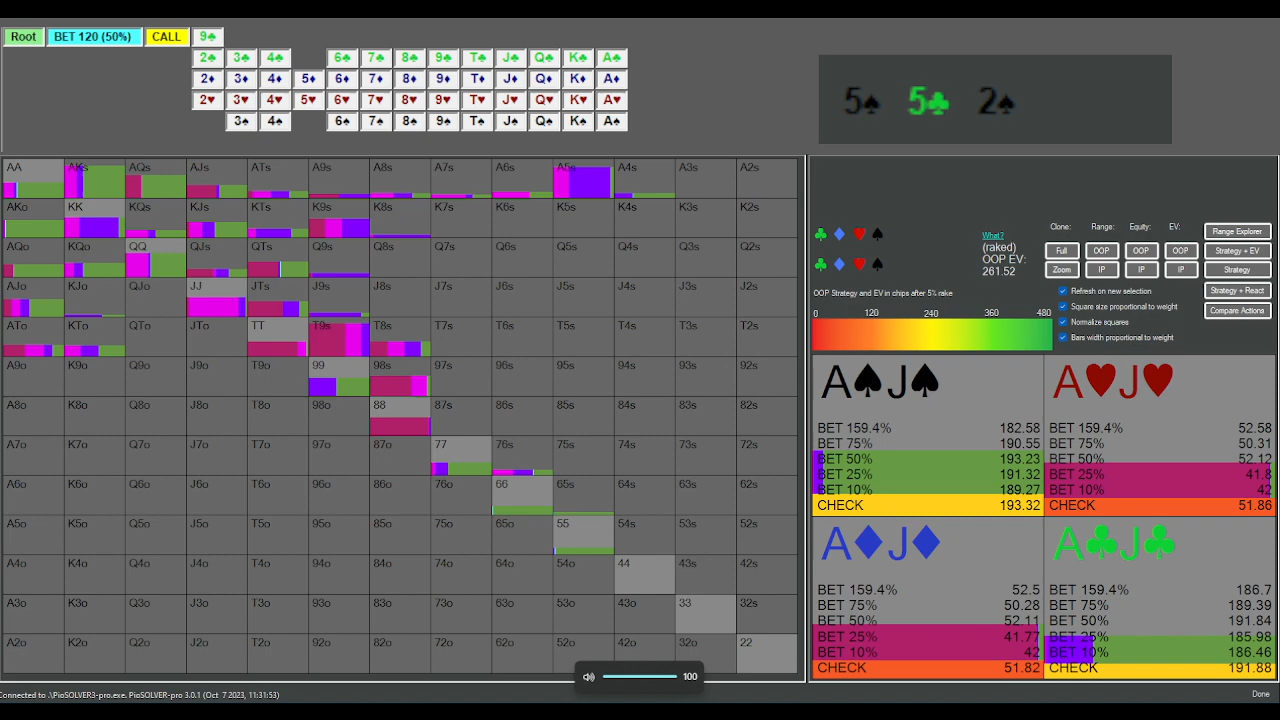 Root BET 120 (50%) CALL 9♣
2♣ 3♣ 4♣ 6♣ 7♣ 8♣ 9♣ T♣ J♣ Q♣ K♣ A♣
2♦ 3♦ 4♦ 5♦ 6♦ 7♦ 8♦ 9♦ T♦ J♦ Q♦ K♦ A♦
2♥ 3♥ 4♥ 5♥ 6♥ 7♥ 8♥ 9♥ T♥ J♥ Q♥ K♥ A♥
3♠ 4♠ 6♠ 7♠ 8♠ 9♠ T♠ J♠ Q♠ K♠ A♠
5♠ 5♣ 2♠
AA AKs AQs AJs ATs A9s A8s A7s A6s A5s A4s A3s A2s
AKo KK KQs KJs KTs K9s K8s K7s K6s K5s K4s K3s K2s
AQo KQo QQ QJs QTs Q9s Q8s Q7s Q6s Q5s Q4s Q3s Q2s
AJo KJo QJo JJ JTs J9s J8s J7s J6s J5s J4s J3s J2s
ATo KTo QTo JTo TT T9s T8s T7s T6s T5s T4s T3s T2s
A9o K9o Q9o J9o T9o 99 98s 97s 96s 95s 94s 93s 92s
A8o K8o Q8o J8o T8o 98o 88 87s 86s 85s 84s 83s 82s
A7o K7o Q7o J7o T7o 97o 87o 77 76s 75s 74s 73s 72s
A6o K6o Q6o J6o T6o 96o 86o 76o 66 65s 64s 63s 62s
A5o K5o Q5o J5o T5o 95o 85o 75o 65o 55 54s 53s 52s
A4o K4o Q4o J4o T4o 94o 84o 74o 64o 54o 44 43s 42s
A3o K3o Q3o J3o T3o 93o 83o 73o 63o 53o 43o 33 32s
A2o K2o Q2o J2o T2o 92o 82o 72o 62o 52o 42o 32o 22
♣ ♦ ♥ ♠
♣ ♦ ♥ ♠
What?
(raked)
OOP EV:
261.52
Clone: Range: Equity: EV:
Full OOP OOP OOP
Zoom IP IP IP
Range Explorer
Strategy + EV
Strategy
Strategy + React
Compare Actions
Refresh on new selection
Square size proportional to weight
Normalize squares
Bars width proportional to weight
OOP Strategy and EV in chips after 5% rake
0 120 240 360 480
A♠J♠
BET 159.4% 182.58
BET 75% 190.55
BET 50% 193.23
BET 25% 191.32
BET 10% 189.27
CHECK 193.32
A♥J♥
BET 159.4% 52.58
BET 75% 50.31
BET 50% 52.12
BET 25% 41.8
BET 10% 42
CHECK 51.86
A♦J♦
BET 159.4% 52.5
BET 75% 50.28
BET 50% 52.11
BET 25% 41.77
BET 10% 42
CHECK 51.82
A♣J♣
BET 159.4% 186.7
BET 75% 189.39
BET 50% 191.84
BET 25% 185.98
BET 10% 186.46
CHECK 191.88
100
Connected to .\PioSOLVER3-pro.exe. PioSOLVER-pro 3.0.1 (Oct 7 2023, 11:31:53)
Done